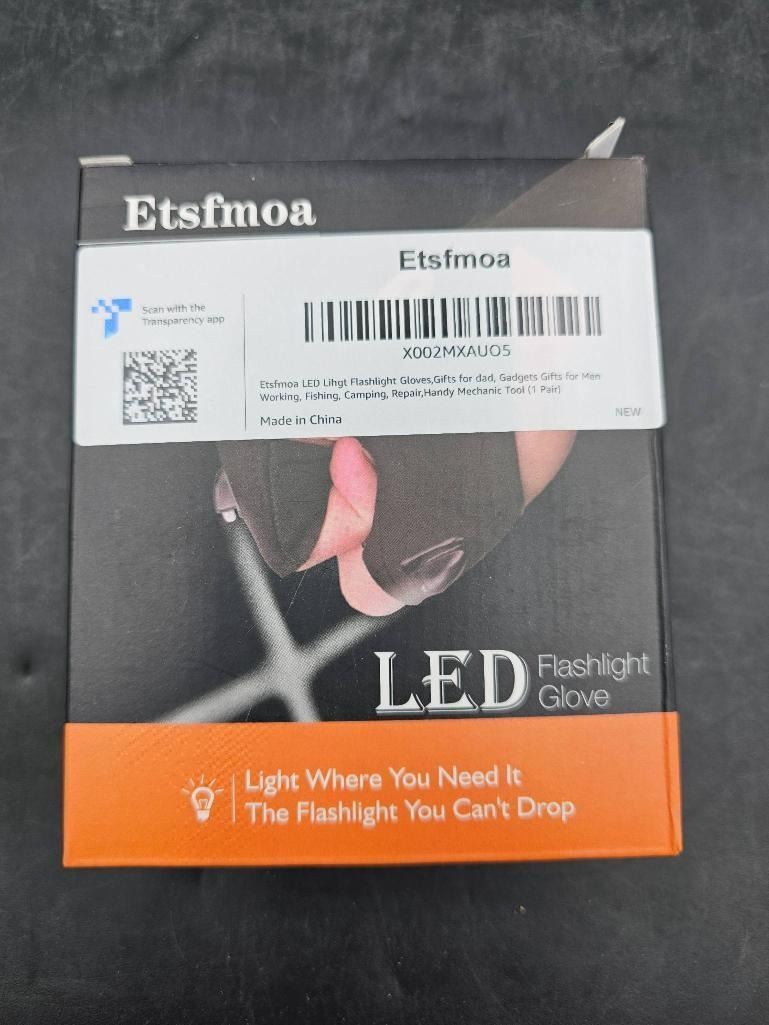 Etsfmoa
Etsfmoa
Scan with the
Transparency app
X002MXAUO5
Etsfmoa LED Lihgt Flashlight Gloves,Gifts for dad, Gadgets Gifts for Men
Working, Fishing, Camping, Repair,Handy Mechanic Tool (1 Pair)
Made in China
NEW
LED Flashlight
Glove
Light Where You Need It
The Flashlight You Can't Drop